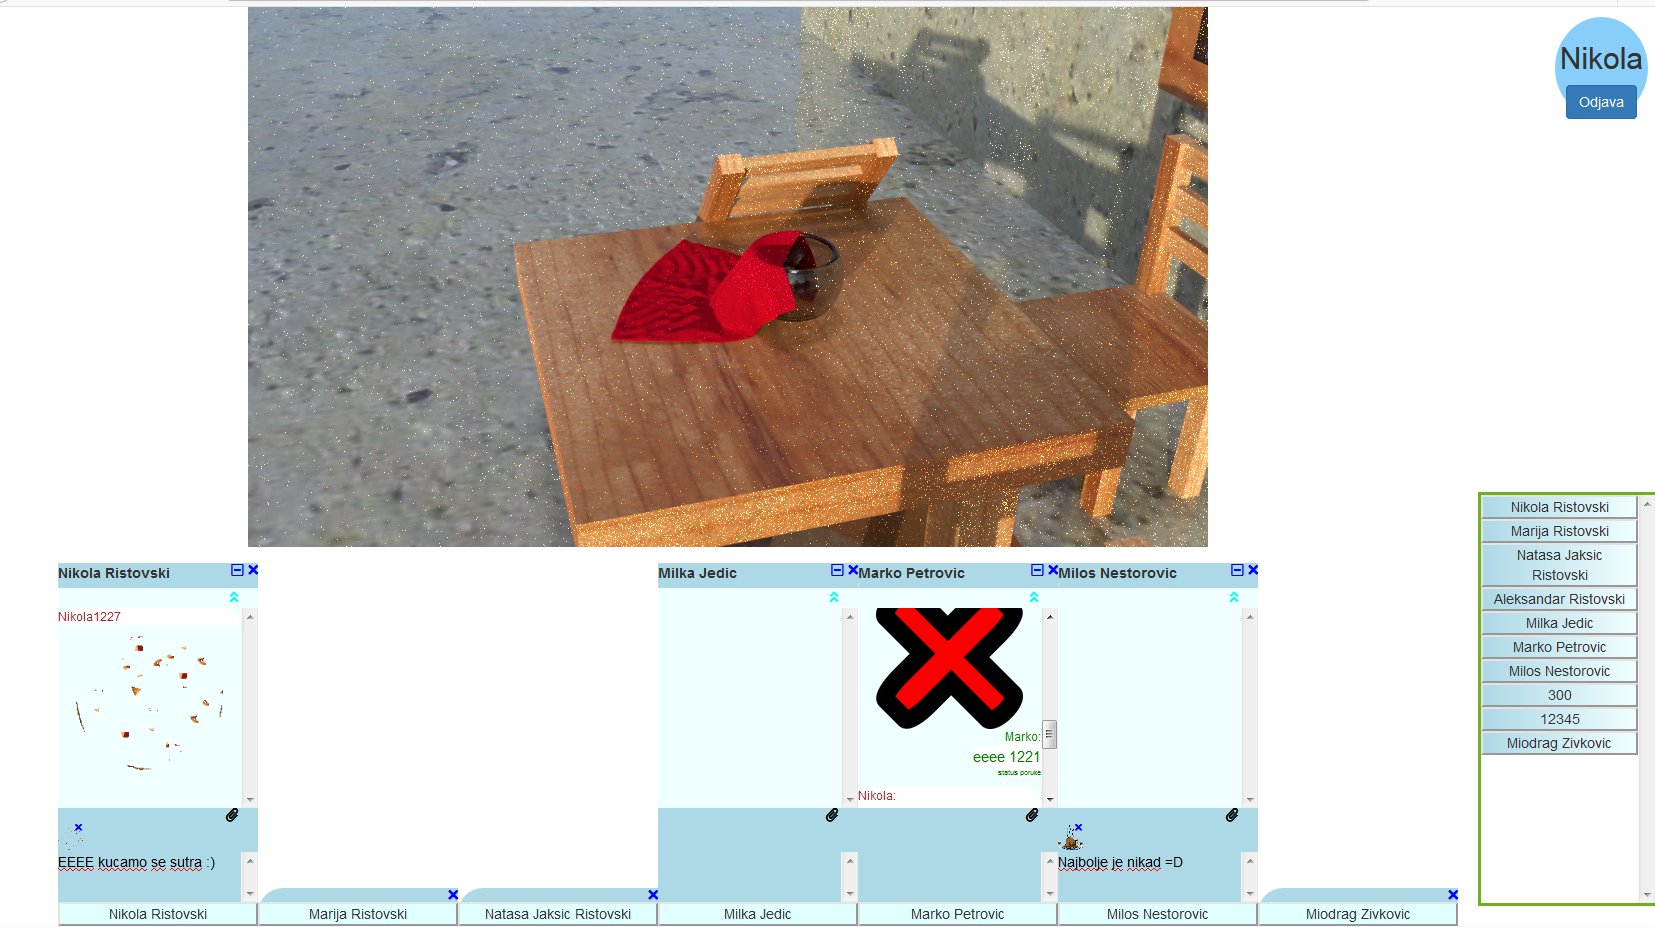 Nikola
Odjava
Nikola Ristovski
Marija Ristovski
Natasa Jaksic
Ristovski
Aleksandar Ristovski
Milka Jedic
Marko Petrovic
Milos Nestorovic
300
12345
Miodrag Zivkovic
Nikola Ristovski
Nikola1227
EEEE kucamo se sutra :)
Milka Jedic
Marko Petrovic
Marko:
eeee 1221
status poruke
Nikola:
Milos Nestorovic
Najbolje je nikad =D
Nikola Ristovski
Marija Ristovski
Natasa Jaksic Ristovski
Milka Jedic
Marko Petrovic
Milos Nestorovic
Miodrag Zivkovic